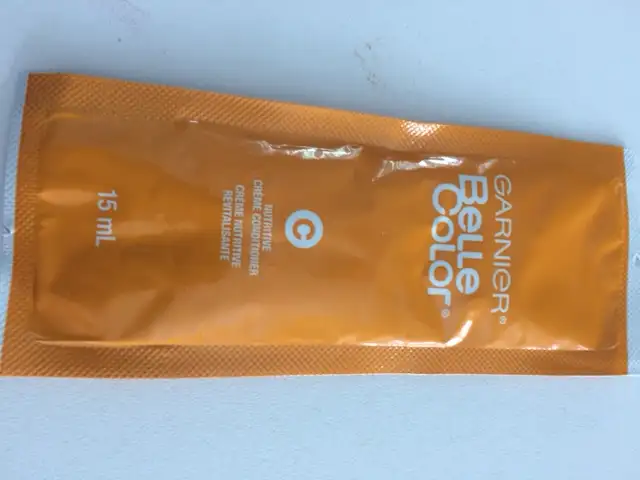 GARNIER®
Belle
Color®
C
NUTRITIVE
CRÈME CONDITIONER
CRÈME NUTRITIVE
REVITALISANTE
15 mL